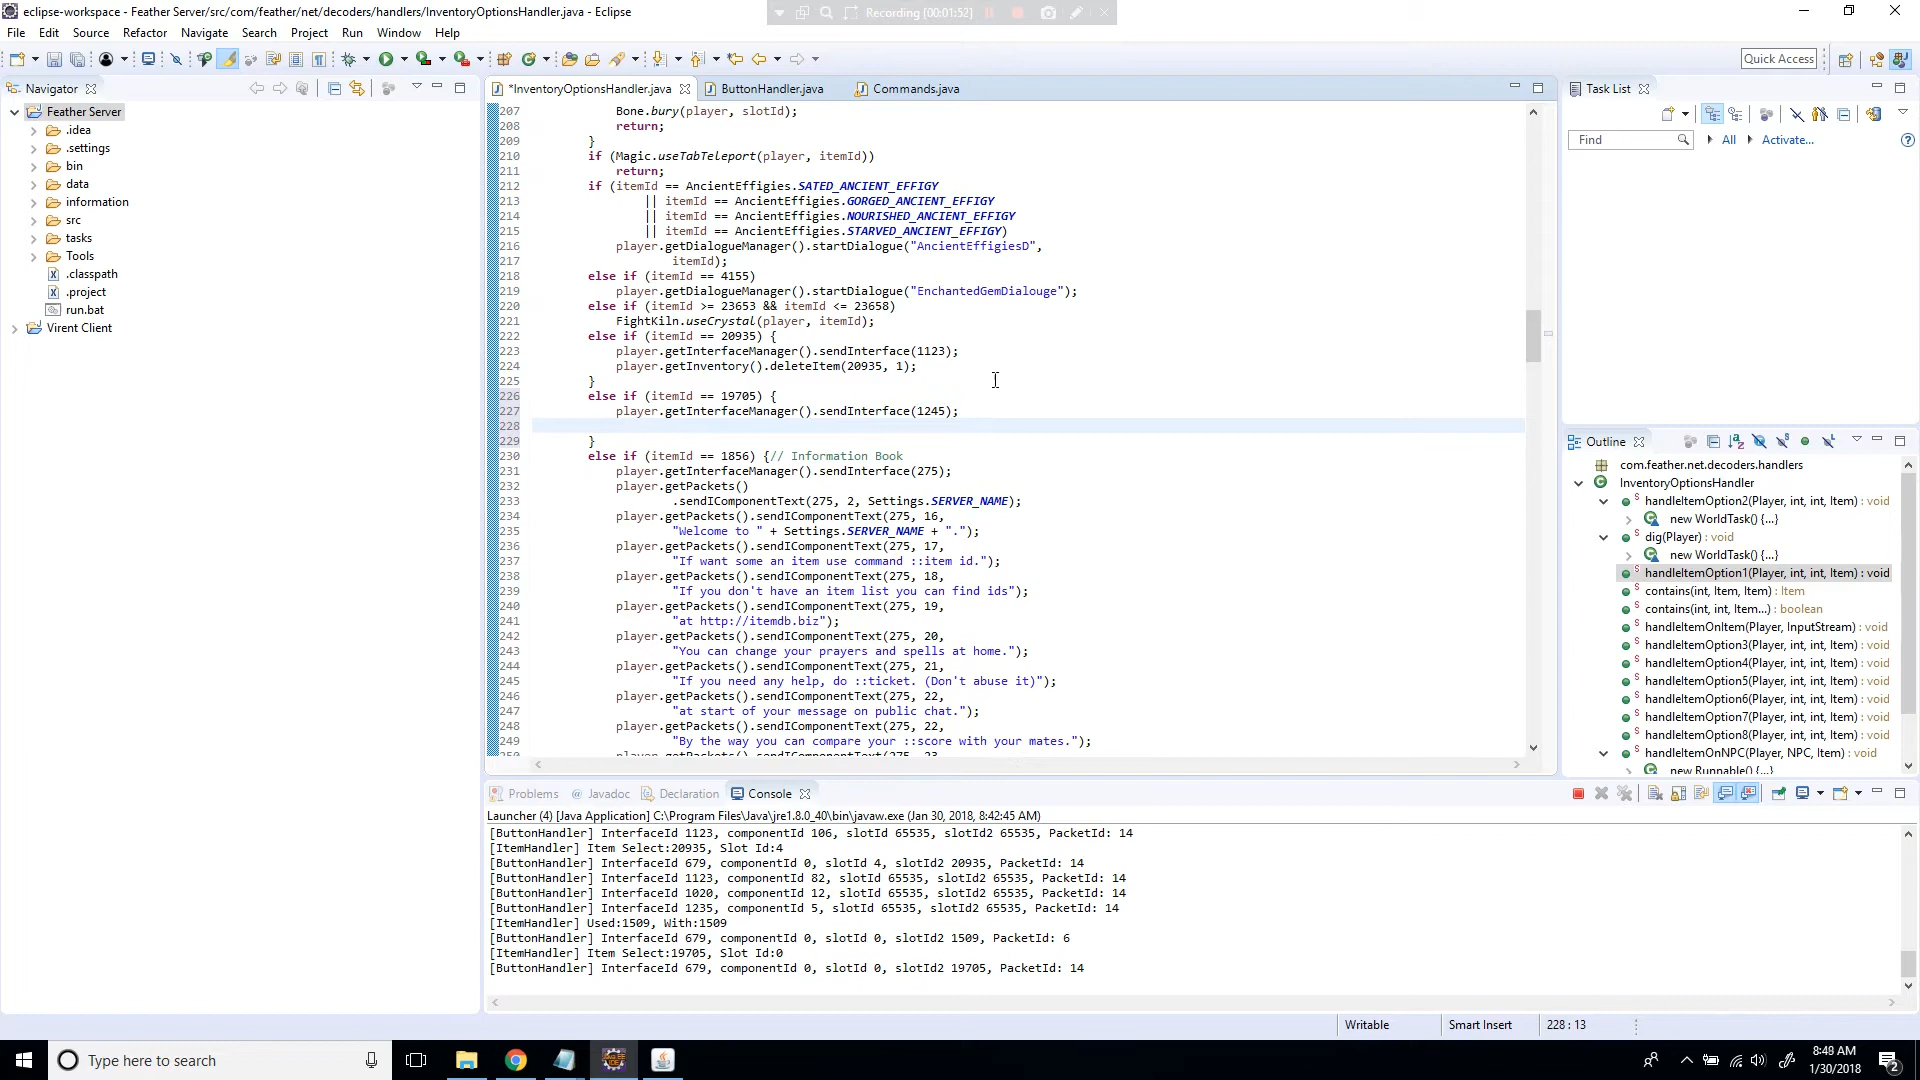 eclipse-workspace - Feather Server/src/com/feather/net/decoders/handlers/InventoryOptionsHandler.java - Eclipse
Recording [00:01:52]
File Edit Source Refactor Navigate Search Project Run Window Help
Quick Access
Navigator
Feather Server
.idea
.settings
bin
data
information
src
tasks
Tools
.classpath
.project
run.bat
Virent Client
*InventoryOptionsHandler.java ButtonHandler.java Commands.java
207 Bone.bury(player, slotId);
208 return;
209 }
210 if (Magic.useTabTeleport(player, itemId))
211 return;
212 if (itemId == AncientEffigies.SATED_ANCIENT_EFFIGY
213 || itemId == AncientEffigies.GORGED_ANCIENT_EFFIGY
214 || itemId == AncientEffigies.NOURISHED_ANCIENT_EFFIGY
215 || itemId == AncientEffigies.STARVED_ANCIENT_EFFIGY)
216 player.getDialogueManager().startDialogue("AncientEffigiesD",
217 itemId);
218 else if (itemId == 4155)
219 player.getDialogueManager().startDialogue("EnchantedGemDialouge");
220 else if (itemId >= 23653 && itemId <= 23658)
221 FightKiln.useCrystal(player, itemId);
222 else if (itemId == 20935) {
223 player.getInterfaceManager().sendInterface(1123);
224 player.getInventory().deleteItem(20935, 1);
225 }
226 else if (itemId == 19705) {
227 player.getInterfaceManager().sendInterface(1245);
228
229 }
230 else if (itemId == 1856) {// Information Book
231 player.getInterfaceManager().sendInterface(275);
232 player.getPackets()
233 .sendIComponentText(275, 2, Settings.SERVER_NAME);
234 player.getPackets().sendIComponentText(275, 16,
235 "Welcome to " + Settings.SERVER_NAME + ".");
236 player.getPackets().sendIComponentText(275, 17,
237 "If want some an item use command ::item id.");
238 player.getPackets().sendIComponentText(275, 18,
239 "If you don't have an item list you can find ids");
240 player.getPackets().sendIComponentText(275, 19,
241 "at http://itemdb.biz");
242 player.getPackets().sendIComponentText(275, 20,
243 "You can change your prayers and spells at home.");
244 player.getPackets().sendIComponentText(275, 21,
245 "If you need any help, do ::ticket. (Don't abuse it)");
246 player.getPackets().sendIComponentText(275, 22,
247 "at start of your message on public chat.");
248 player.getPackets().sendIComponentText(275, 22,
249 "By the way you can compare your ::score with your mates.");
250 player.getPackets().sendIComponentText(275, 23,
Task List
Find All Activate...
Outline
com.feather.net.decoders.handlers
InventoryOptionsHandler
handleItemOption2(Player, int, int, Item) : void
new WorldTask() {...}
dig(Player) : void
new WorldTask() {...}
handleItemOption1(Player, int, int, Item) : void
contains(int, Item, Item) : Item
contains(int, int, Item...) : boolean
handleItemOnItem(Player, InputStream) : void
handleItemOption3(Player, int, int, Item) : void
handleItemOption4(Player, int, int, Item) : void
handleItemOption5(Player, int, int, Item) : void
handleItemOption6(Player, int, int, Item) : void
handleItemOption7(Player, int, int, Item) : void
handleItemOption8(Player, int, int, Item) : void
handleItemOnNPC(Player, NPC, Item) : void
new Runnable() {...}
Problems Javadoc Declaration Console
Launcher (4) [Java Application] C:\Program Files\Java\jre1.8.0_40\bin\javaw.exe (Jan 30, 2018, 8:42:45 AM)
[ButtonHandler] InterfaceId 1123, componentId 106, slotId 65535, slotId2 65535, PacketId: 14
[ItemHandler] Item Select:20935, Slot Id:4
[ButtonHandler] InterfaceId 679, componentId 0, slotId 4, slotId2 20935, PacketId: 14
[ButtonHandler] InterfaceId 1123, componentId 82, slotId 65535, slotId2 65535, PacketId: 14
[ButtonHandler] InterfaceId 1020, componentId 12, slotId 65535, slotId2 65535, PacketId: 14
[ButtonHandler] InterfaceId 1235, componentId 5, slotId 65535, slotId2 65535, PacketId: 14
[ItemHandler] Used:1509, With:1509
[ButtonHandler] InterfaceId 679, componentId 0, slotId 0, slotId2 1509, PacketId: 6
[ItemHandler] Item Select:19705, Slot Id:0
[ButtonHandler] InterfaceId 679, componentId 0, slotId 0, slotId2 19705, PacketId: 14
Writable Smart Insert 228 : 13
Type here to search
8:49 AM
1/30/2018
2